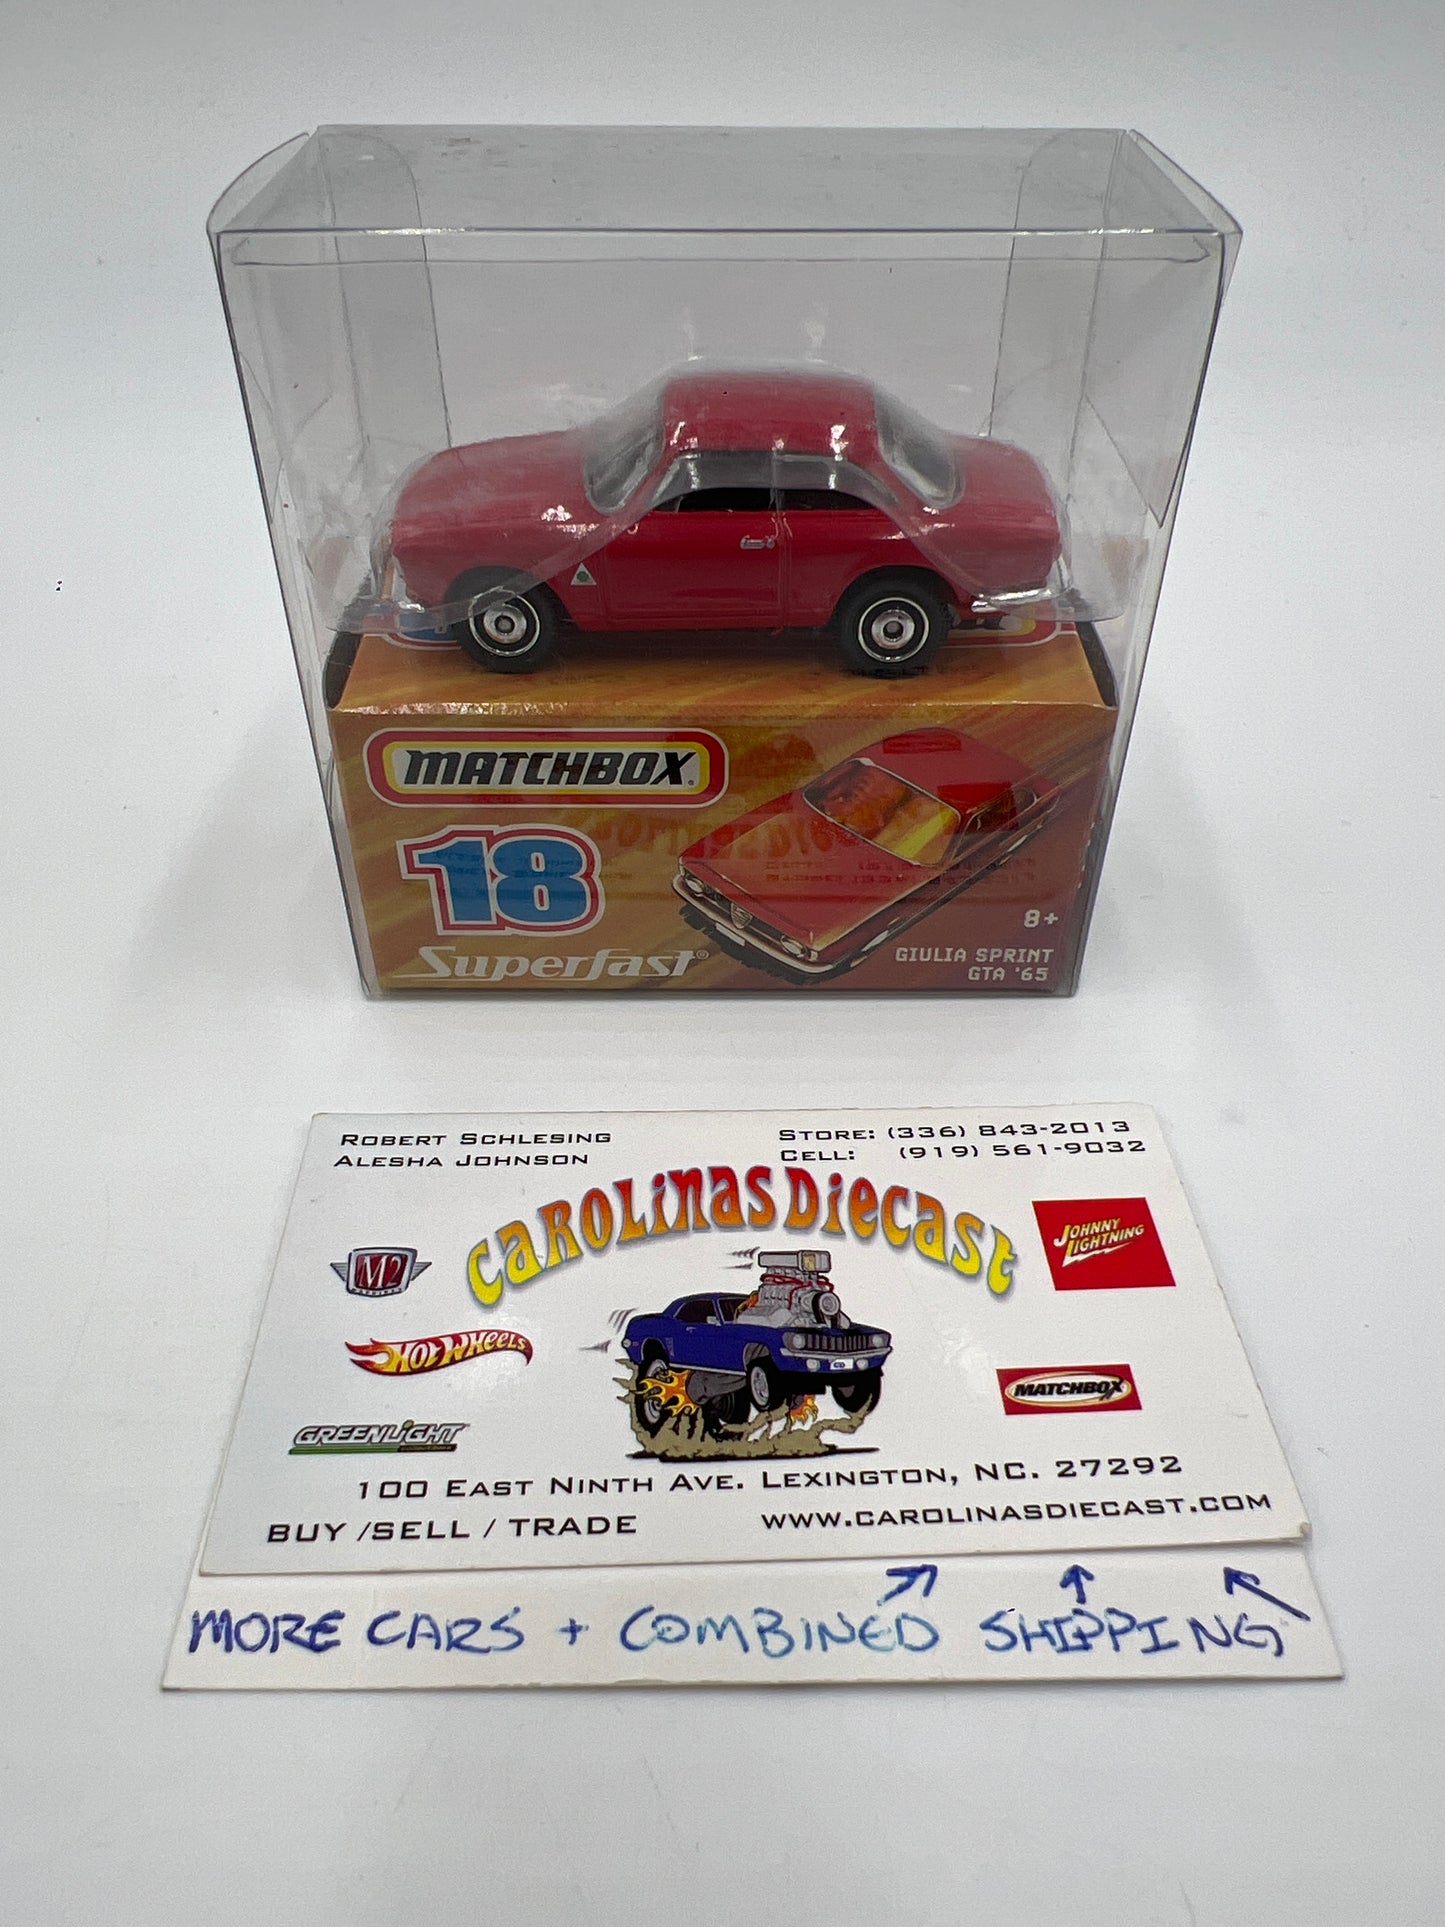 MATCHBOX
18
Superfast®
8+
GIULIA SPRINT
GTA '65
ROBERT SCHLESING
ALESHA JOHNSON
STORE: (336) 843-2013
CELL: (919) 561-9032
CAROLINAS DIECAST
M2
JOHNNY
LIGHTNING
HOT WHEELS
MATCHBOX
GREENLIGHT
100 EAST NINTH AVE. LEXINGTON, NC. 27292
BUY /SELL / TRADE
WWW.CAROLINASDIECAST.COM
MORE CARS + COMBINED SHIPPING